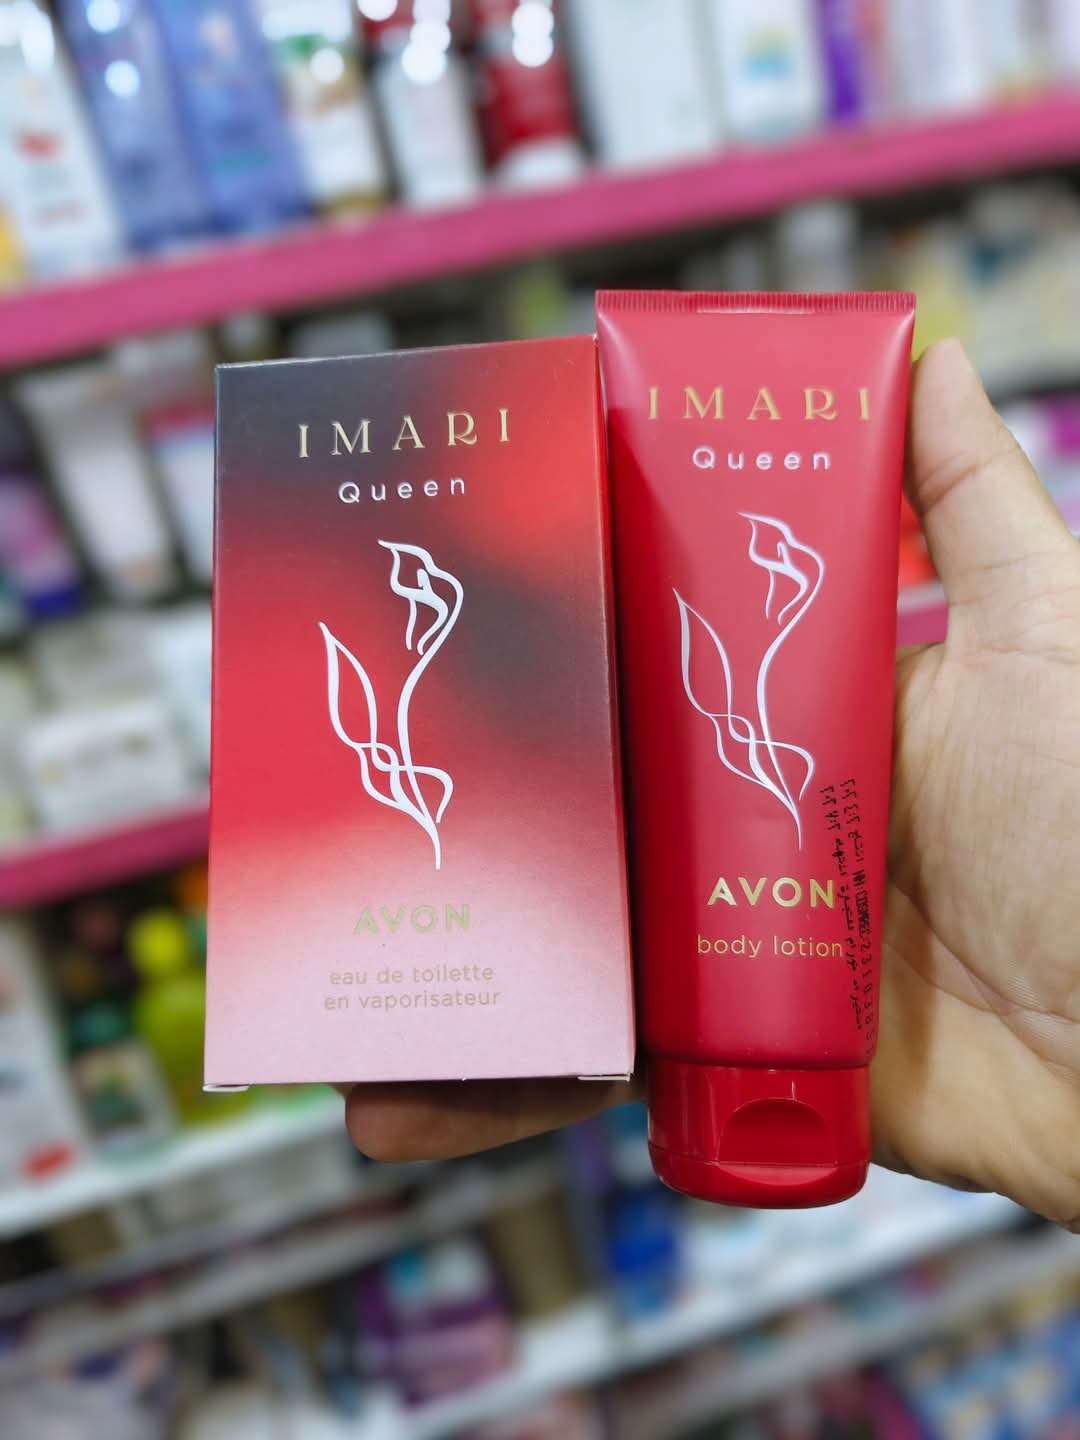 IMARI
Queen
AVON
eau de toilette
en vaporisateur
IMARI
Queen
AVON
body lotion